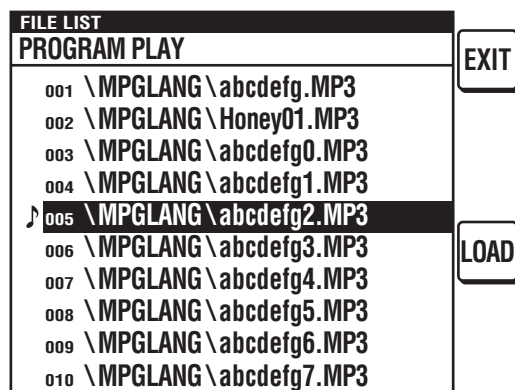 FILE LIST
PROGRAM PLAY
EXIT
001 \MPGLANG\abcdefg.MP3
002 \MPGLANG\Honey01.MP3
003 \MPGLANG\abcdefg0.MP3
004 \MPGLANG\abcdefg1.MP3
005 \MPGLANG\abcdefg2.MP3
006 \MPGLANG\abcdefg3.MP3
LOAD
007 \MPGLANG\abcdefg4.MP3
008 \MPGLANG\abcdefg5.MP3
009 \MPGLANG\abcdefg6.MP3
010 \MPGLANG\abcdefg7.MP3